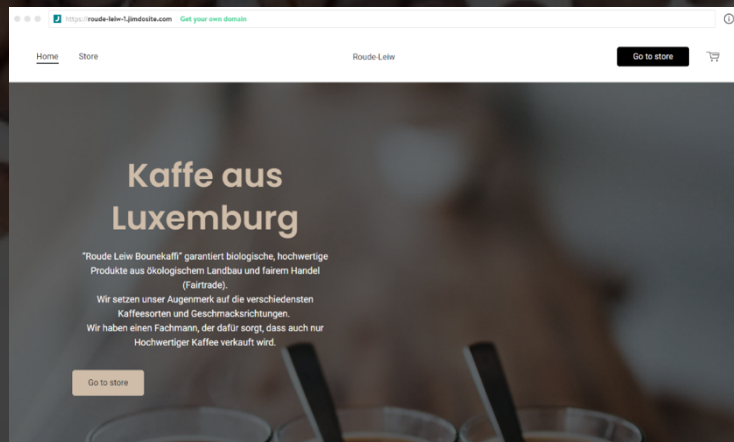 https://roude-leiw-1.jimdosite.com Get your own domain
Home Store Roude-Leiw Go to store
Kaffe aus
Luxemburg
"Roude Leiw Bounekaffi" garantiert biologische, hochwertige
Produkte aus ökologischem Landbau und fairem Handel
(Fairtrade).
Wir setzen unser Augenmerk auf die verschiedensten
Kaffeesorten und Geschmacksrichtungen.
Wir haben einen Fachmann, der dafür sorgt, dass auch nur
Hochwertiger Kaffee verkauft wird.
Go to store